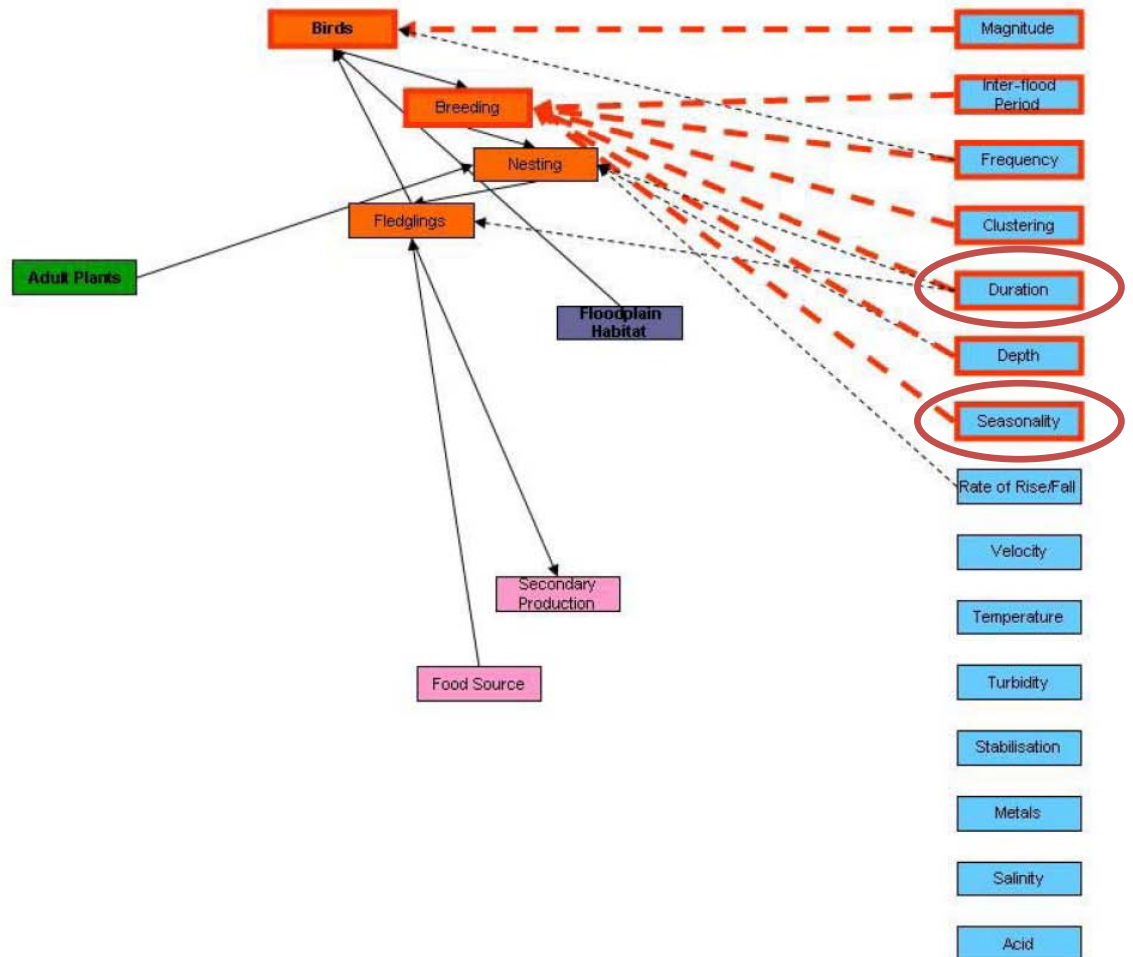 Birds
Magnitude
Breeding
Inter-flood
Period
Nesting
Frequency
Fledglings
Clustering
Adult Plants
Duration
Floodplain
Habitat
Depth
Seasonality
Rate of Rise/Fall
Velocity
Secondary
Production
Temperature
Food Source
Turbidity
Stabilisation
Metals
Salinity
Acid